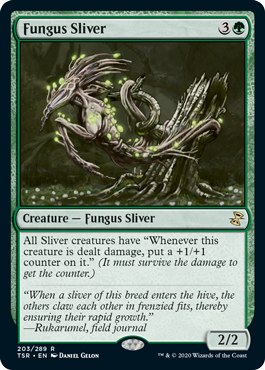 Fungus Sliver 3
Creature — Fungus Sliver
All Sliver creatures have “Whenever this
creature is dealt damage, put a +1/+1
counter on it.” (It must survive the damage to
get the counter.)
“When a sliver of this breed enters the hive, the
others claw each other in frenzied fits, thereby
ensuring their rapid growth.”
—Rukarumel, field journal
2/2
203/289 R
TSR • EN Daniel Gelon
™ & © 2020 Wizards of the Coast